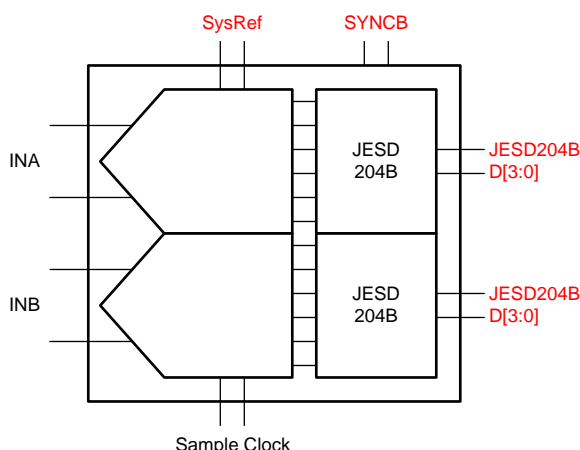 SysRef
SYNCB
INA
JESD
204B
JESD204B
D[3:0]
INB
JESD
204B
JESD204B
D[3:0]
Sample Clock